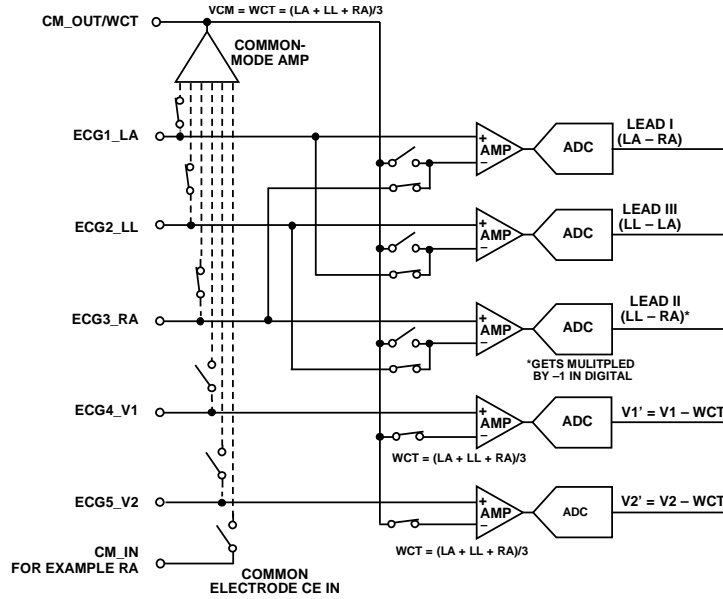 CM_OUT/WCT
VCM = WCT = (LA + LL + RA)/3
COMMON-
MODE AMP
ECG1_LA
+
AMP
–
ADC
LEAD I
(LA – RA)
ECG2_LL
+
AMP
–
ADC
LEAD III
(LL – LA)
ECG3_RA
+
AMP
–
ADC
LEAD II
(LL – RA)*
*GETS MULITPLED
BY –1 IN DIGITAL
ECG4_V1
+
AMP
–
ADC
V1’ = V1 – WCT
WCT = (LA + LL + RA)/3
ECG5_V2
+
AMP
–
ADC
V2’ = V2 – WCT
WCT = (LA + LL + RA)/3
CM_IN
FOR EXAMPLE RA
COMMON
ELECTRODE CE IN